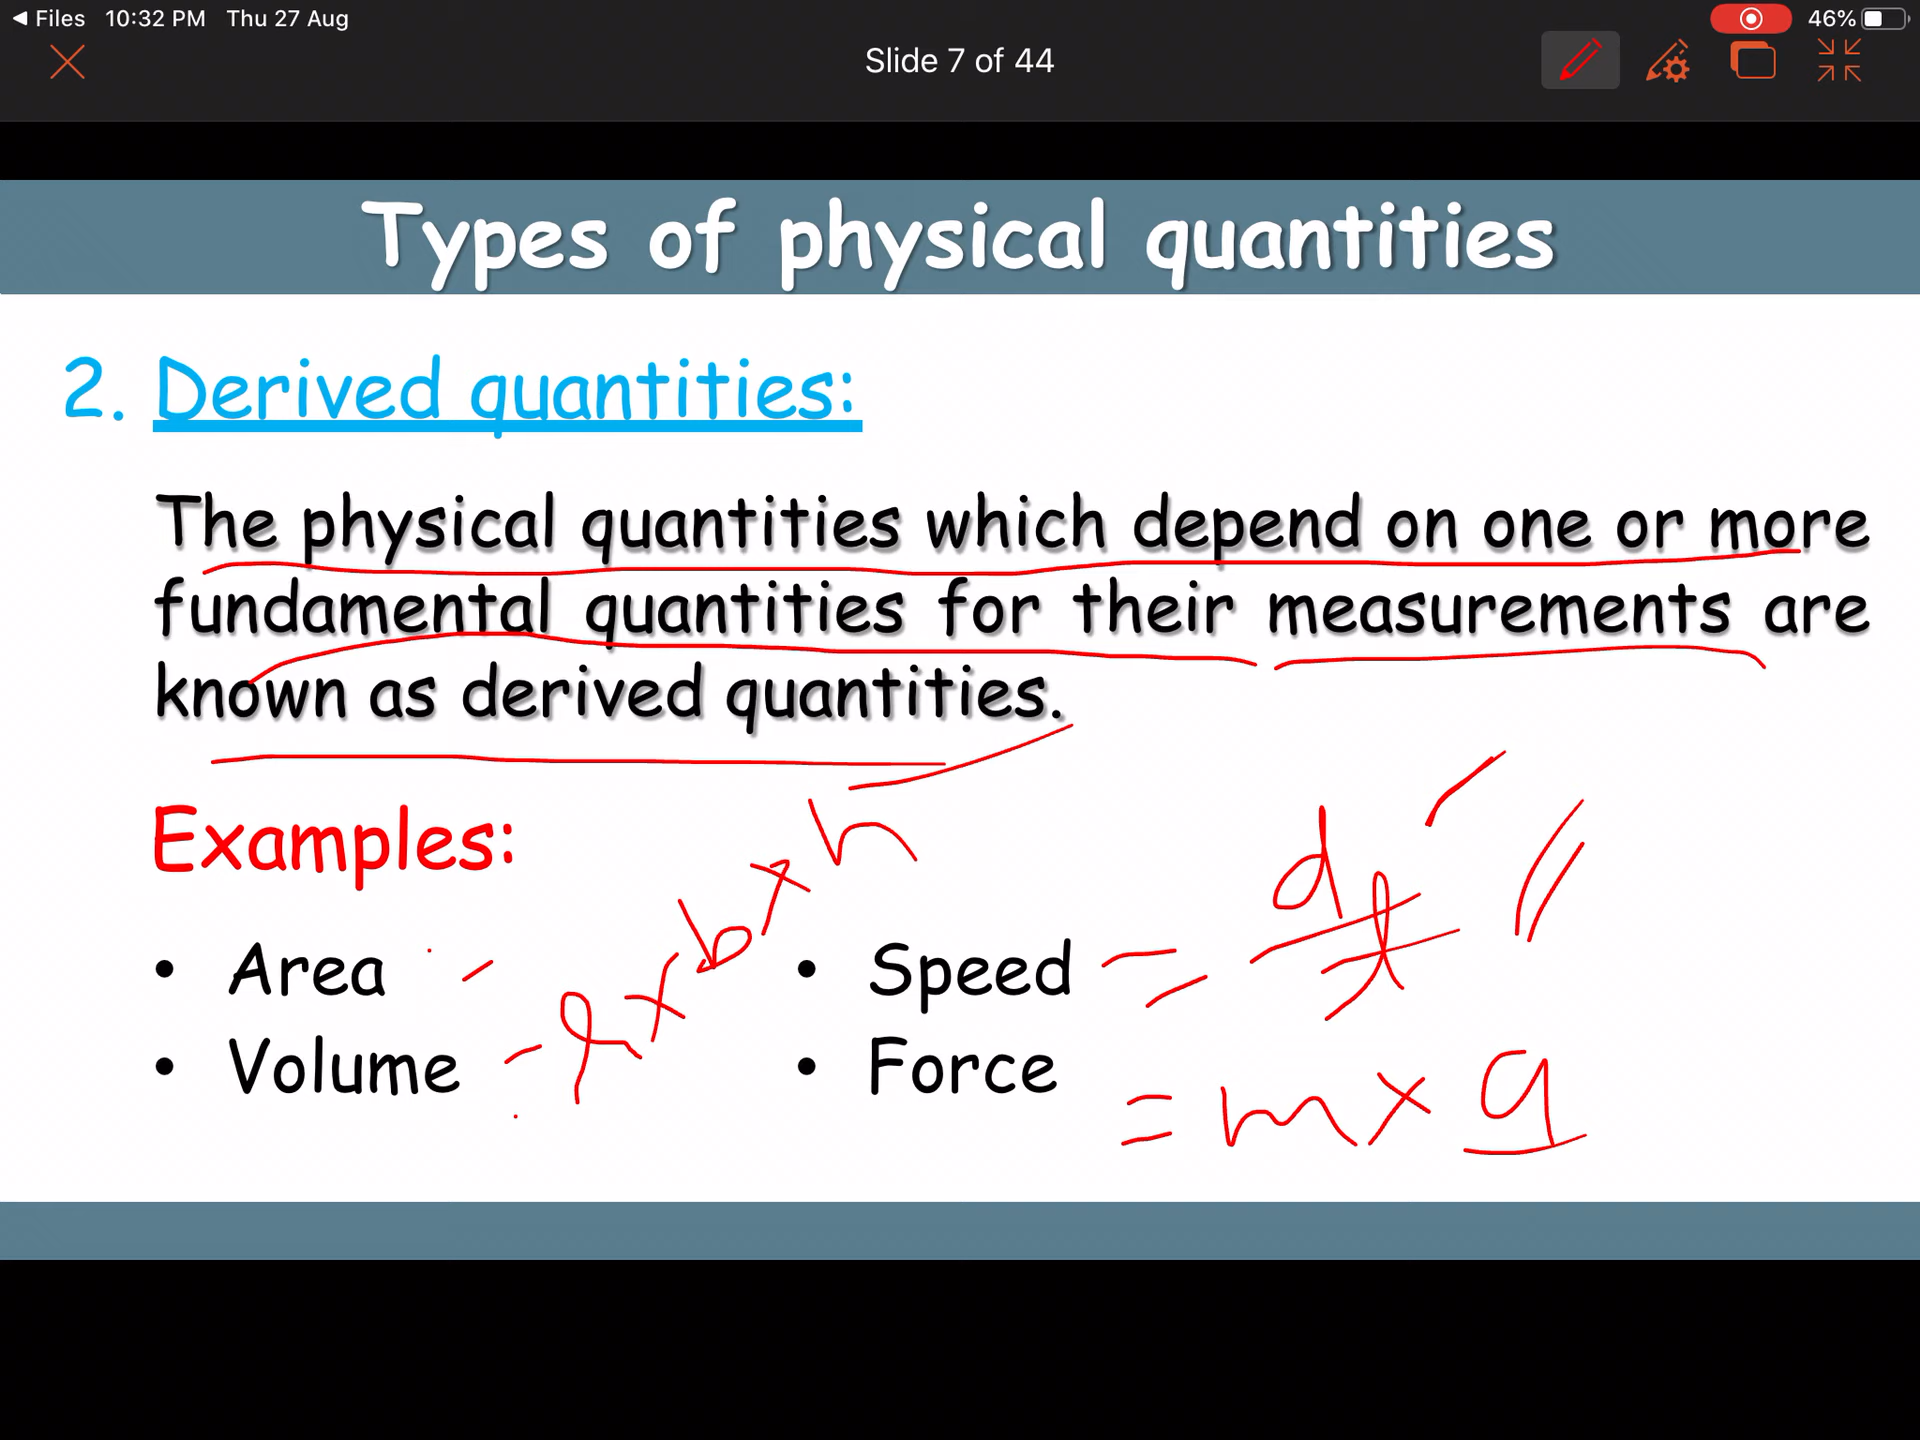 Files 10:32 PM Thu 27 Aug 46%
Slide 7 of 44
Types of physical quantities
2. Derived quantities:
The physical quantities which depend on one or more
fundamental quantities for their measurements are
known as derived quantities.
Examples:
• Area
• Volume = l x b x h
• Speed = d/t
• Force = m x a